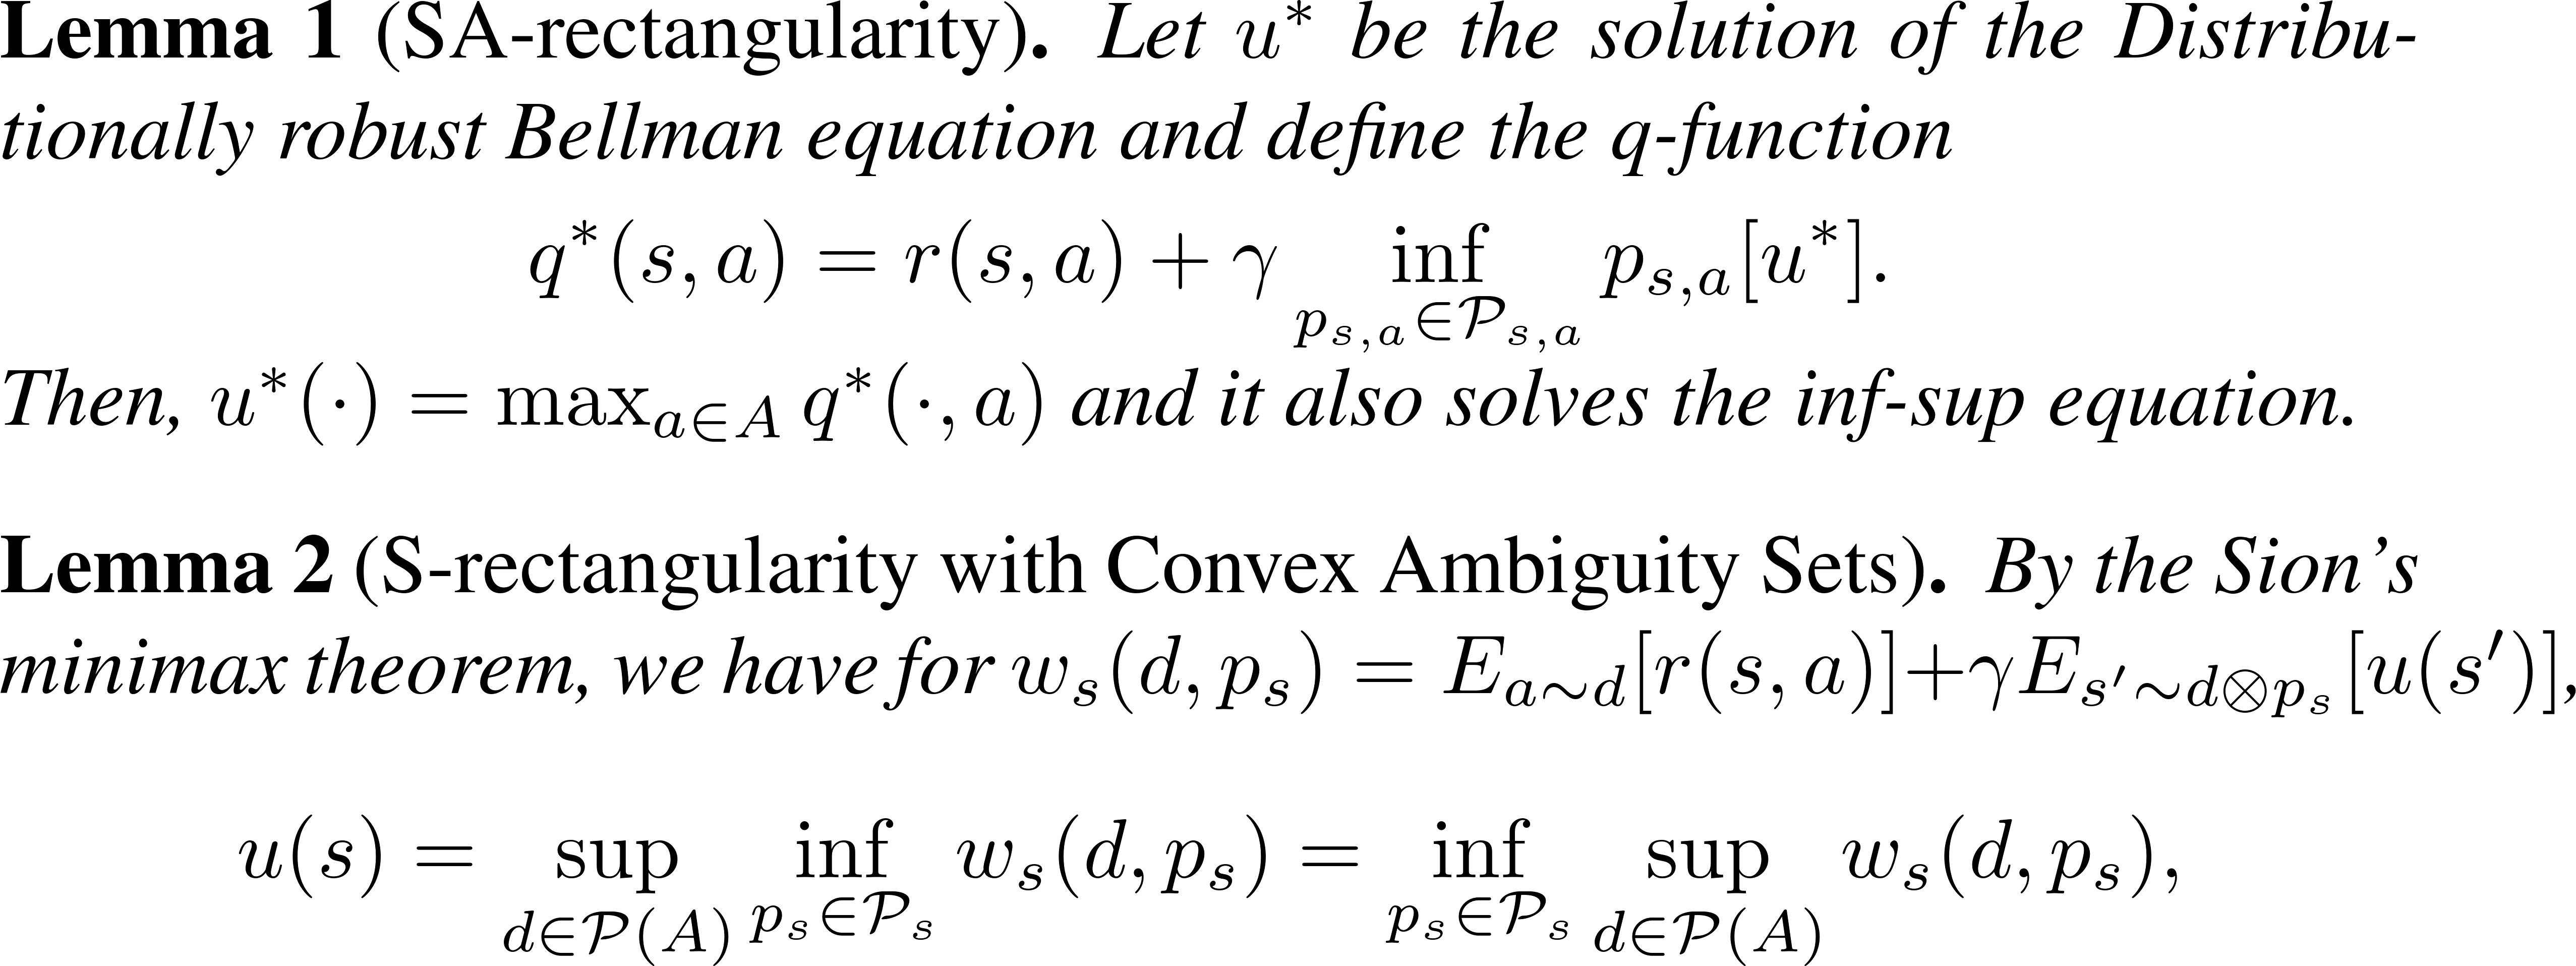 Lemma 1 (SA-rectangularity). Let u* be the solution of the Distribu-
tionally robust Bellman equation and define the q-function
q*(s, a) = r(s, a) + γ inf_{p_{s,a}∈𝒫_{s,a}} p_{s,a}[u*].
Then, u*(·) = max_{a∈A} q*(·, a) and it also solves the inf-sup equation.
Lemma 2 (S-rectangularity with Convex Ambiguity Sets). By the Sion's
minimax theorem, we have for w_s(d, p_s) = E_{a∼d}[r(s, a)]+γE_{s′∼d⊗p_s}[u(s′)],
u(s) = sup_{d∈𝒫(A)} inf_{p_s∈𝒫_s} w_s(d, p_s) = inf_{p_s∈𝒫_s} sup_{d∈𝒫(A)} w_s(d, p_s),